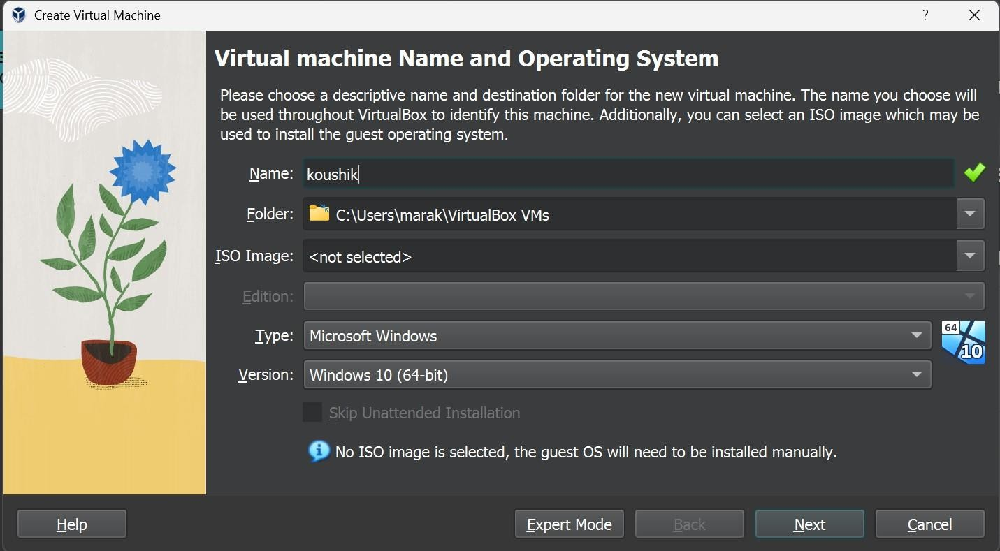 Create Virtual Machine
?
Virtual machine Name and Operating System
Please choose a descriptive name and destination folder for the new virtual machine. The name you choose will
be used throughout VirtualBox to identify this machine. Additionally, you can select an ISO image which may be
used to install the guest operating system.
Name: koushik
Folder: C:\Users\marak\VirtualBox VMs
ISO Image: <not selected>
Edition:
Type: Microsoft Windows
64
10
Version: Windows 10 (64-bit)
Skip Unattended Installation
No ISO image is selected, the guest OS will need to be installed manually.
Help Expert Mode Back Next Cancel